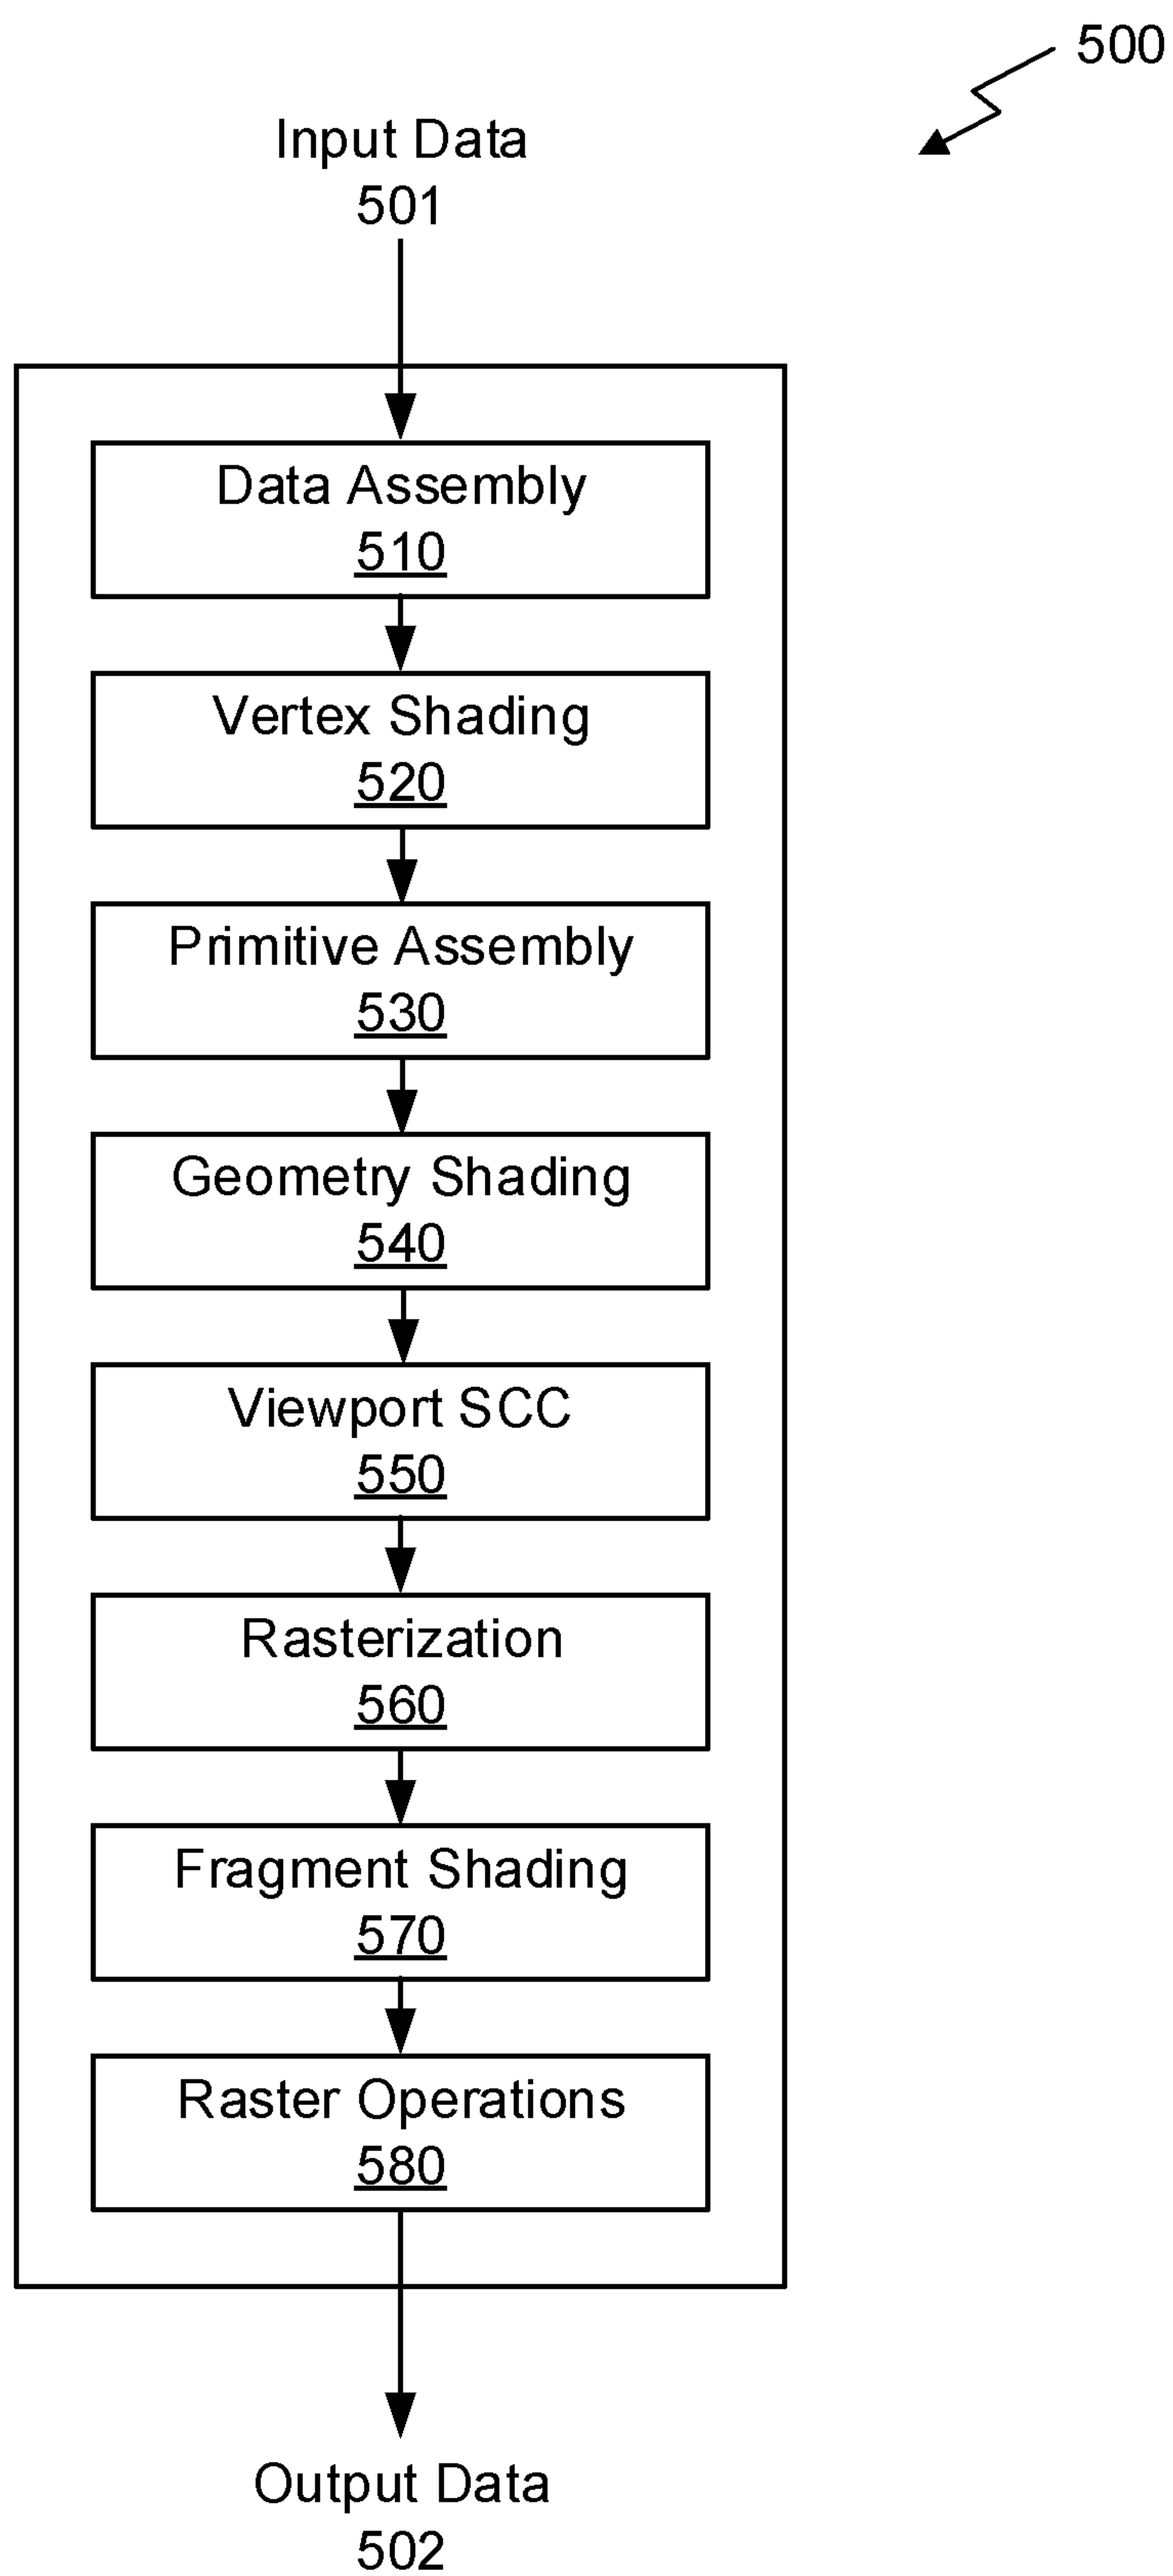 500
Input Data
501
Data Assembly
510
Vertex Shading
520
Primitive Assembly
530
Geometry Shading
540
Viewport SCC
550
Rasterization
560
Fragment Shading
570
Raster Operations
580
Output Data
502